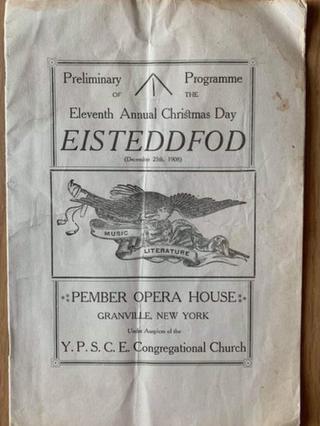 Preliminary Programme
OF THE
Eleventh Annual Christmas Day
EISTEDDFOD
(December 25th, 1908)
MUSIC
LITERATURE
PEMBER OPERA HOUSE
GRANVILLE, NEW YORK
Under Auspices of the
Y. P. S. C. E. Congregational Church